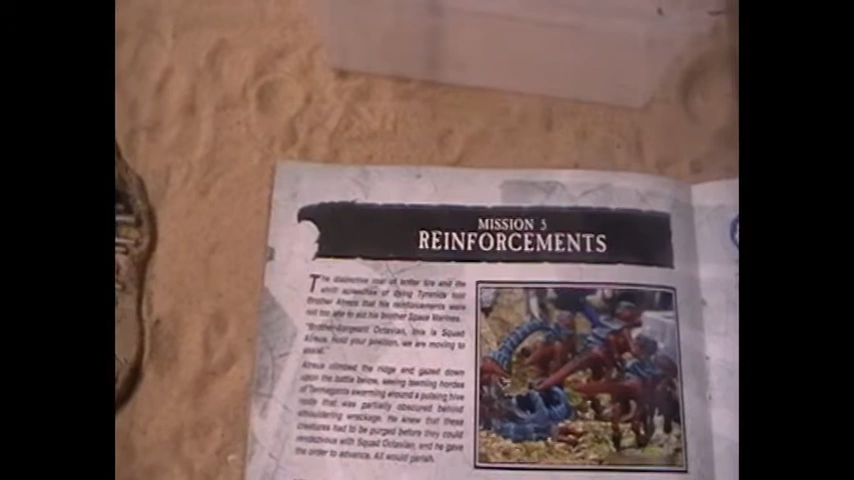 MISSION 5
REINFORCEMENTS
The distinctive roar of bolter fire and the
shrill screeches of dying Tyranids told
Brother Atreus that his reinforcements were
not too late to aid his brother Space Marines.
"Brother-Sergeant Octavian, this is Squad
Atreus. Hold your position, we are moving to
assist."
Atreus climbed the ridge and gazed down
upon the battle below, seeing teeming hordes
of Termagants swarming around a pulsing hive
node that was partially obscured behind
smouldering wreckage. He knew that these
creatures had to be purged before they could
rendezvous with Squad Octavian, and he gave
the order to advance. All would perish.